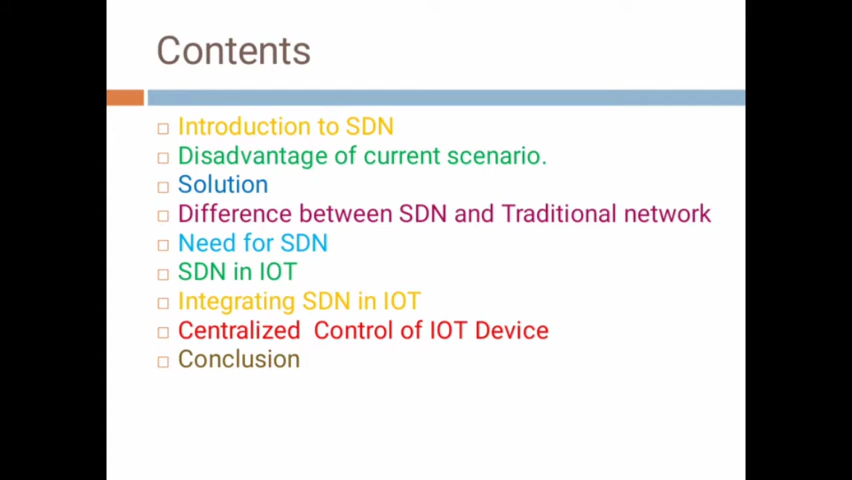 Contents
Introduction to SDN
Disadvantage of current scenario.
Solution
Difference between SDN and Traditional network
Need for SDN
SDN in IOT
Integrating SDN in IOT
Centralized  Control of IOT Device
Conclusion